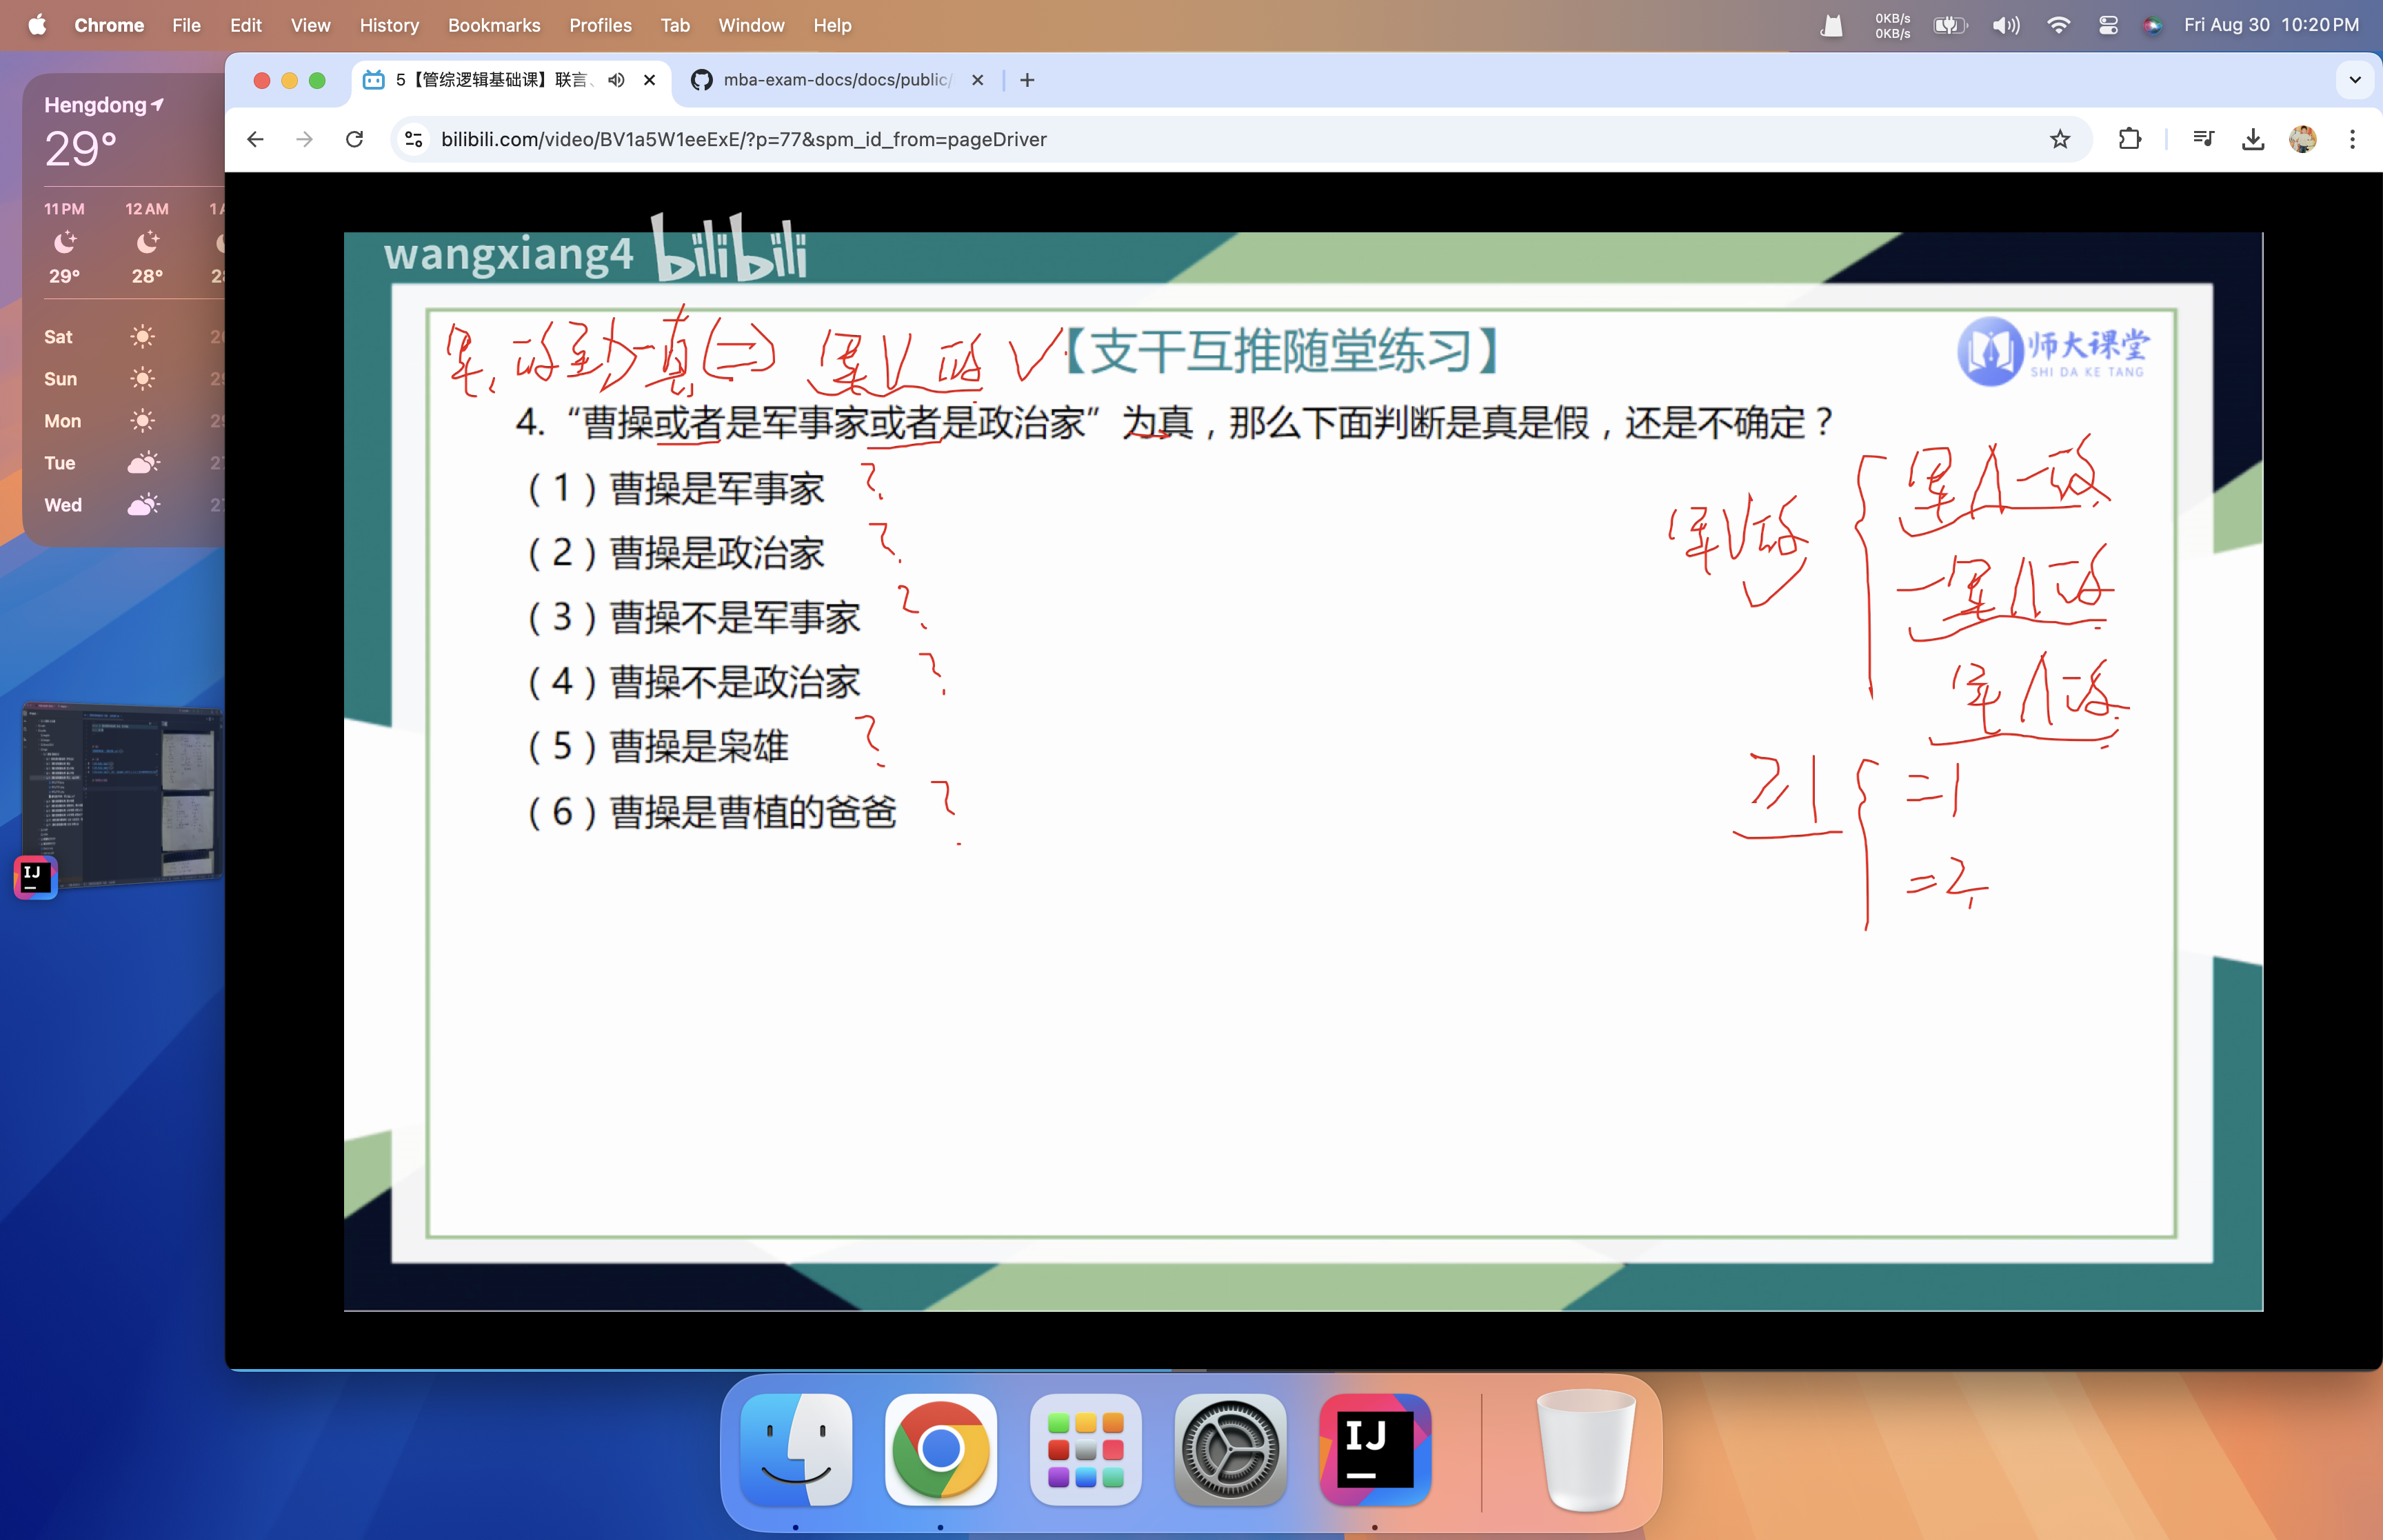 Chrome File Edit View History Bookmarks Profiles Tab Window Help
0KB/s
0KB/s
Fri Aug 30 10:20 PM
Hengdong
29°
11 PM 12 AM 1
29° 28° 2
Sat
Sun
Mon
Tue
Wed
5【管综逻辑基础课】联言、
mba-exam-docs/docs/public/
bilibili.com/video/BV1a5W1eeExE/?p=77&spm_id_from=pageDriver
wangxiang4 bilibili
军、政至少一真(二) 军∨政 ✓
【支干互推随堂练习】
师大课堂
SHI DA KE TANG
4.“曹操或者是军事家或者是政治家”为真，那么下面判断是真是假，还是不确定？
（1）曹操是军事家 ?
（2）曹操是政治家 ?
（3）曹操不是军事家 ?
（4）曹操不是政治家 ?
（5）曹操是枭雄 ?
（6）曹操是曹植的爸爸 ?
军∨政
军∧一政
一军∧政
军∧政
≥1
=1
=2
IJ
IJ